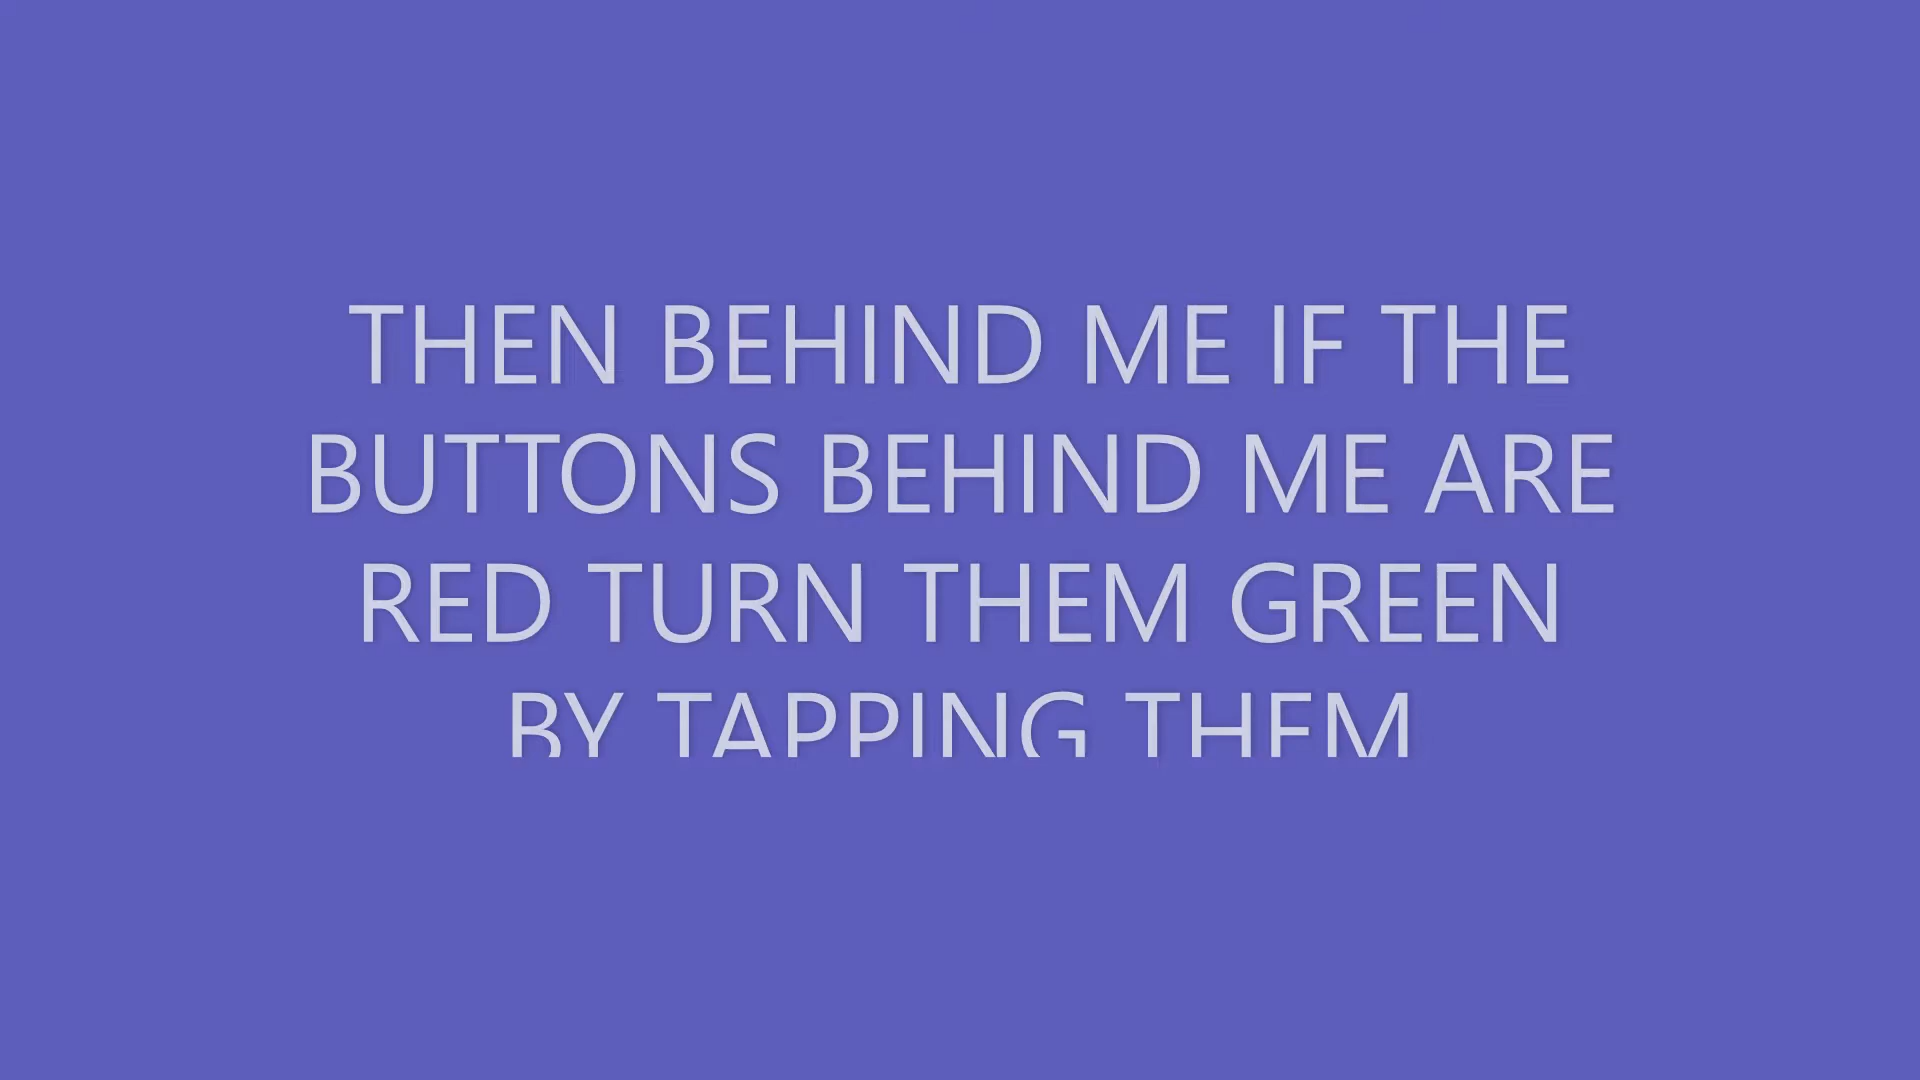 THEN BEHIND ME IF THE
BUTTONS BEHIND ME ARE
RED TURN THEM GREEN
BY TAPPING THEM